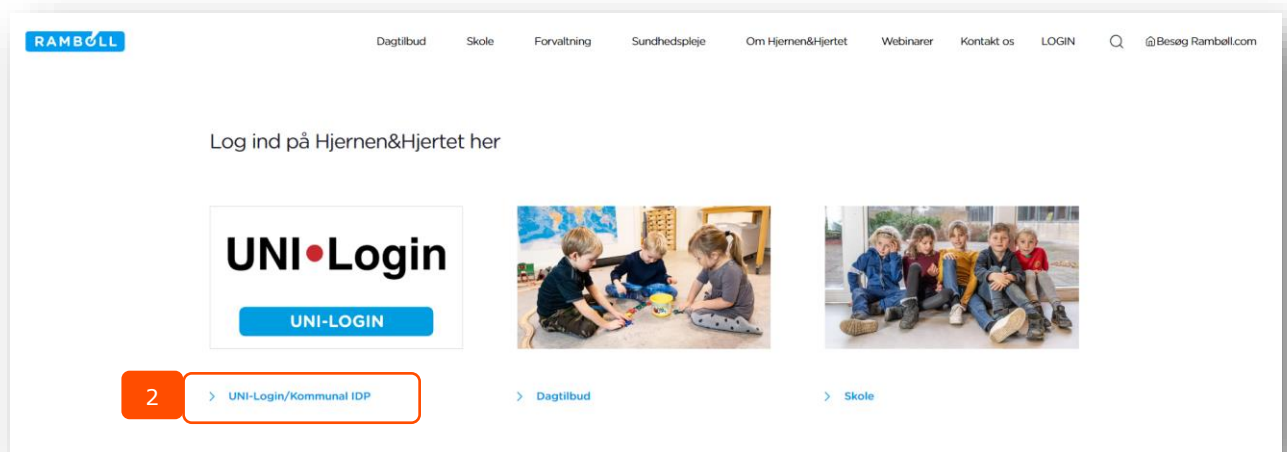 RAMBOLL Dagtilbud Skole Forvaltning Sundhedspleje Om Hjernen&Hjertet Webinarer Kontakt os LOGIN Besøg Rambøll.com
Log ind på Hjernen&Hjertet her
UNI•Login
UNI-LOGIN
2 > UNI-Login/Kommunal IDP > Dagtilbud > Skole